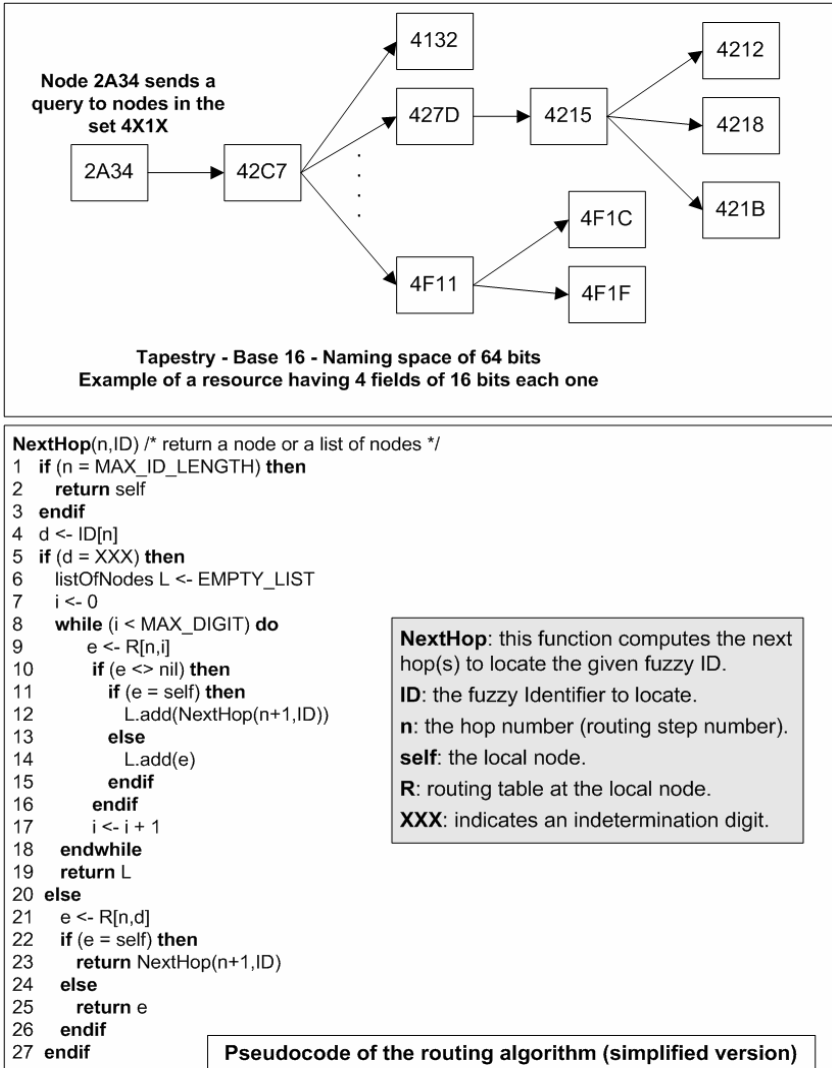 Node 2A34 sends a
query to nodes in the
set 4X1X
2A34
42C7
4132
427D
4215
4212
4218
421B
4F1C
4F11
4F1F
Tapestry - Base 16 - Naming space of 64 bits
Example of a resource having 4 fields of 16 bits each one
NextHop(n,ID) /* return a node or a list of nodes */
1 if (n = MAX_ID_LENGTH) then
2 return self
3 endif
4 d <- ID[n]
5 if (d = XXX) then
6 listOfNodes L <- EMPTY_LIST
7 i <- 0
8 while (i < MAX_DIGIT) do
9 e <- R[n,i]
10 if (e <> nil) then
11 if (e = self) then
12 L.add(NextHop(n+1,ID))
13 else
14 L.add(e)
15 endif
16 endif
17 i <- i + 1
18 endwhile
19 return L
20 else
21 e <- R[n,d]
22 if (e = self) then
23 return NextHop(n+1,ID)
24 else
25 return e
26 endif
27 endif
NextHop: this function computes the next
hop(s) to locate the given fuzzy ID.
ID: the fuzzy Identifier to locate.
n: the hop number (routing step number).
self: the local node.
R: routing table at the local node.
XXX: indicates an indetermination digit.
Pseudocode of the routing algorithm (simplified version)